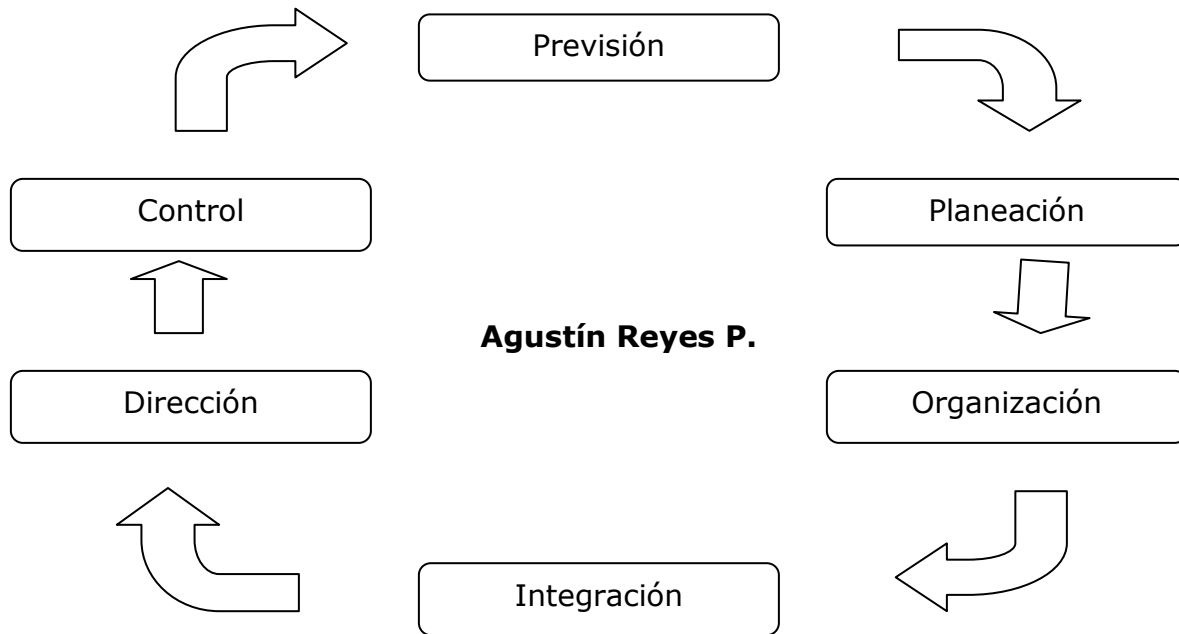 Previsión
Control
Planeación
Agustín Reyes P.
Dirección
Organización
Integración